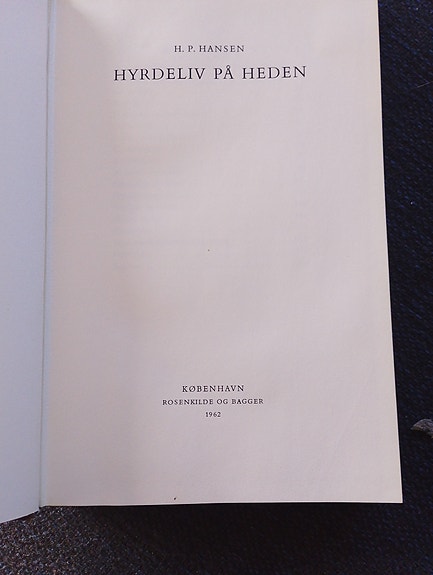 H. P. HANSEN
HYRDELIV PÅ HEDEN
KØBENHAVN
ROSENKILDE OG BAGGER
1962